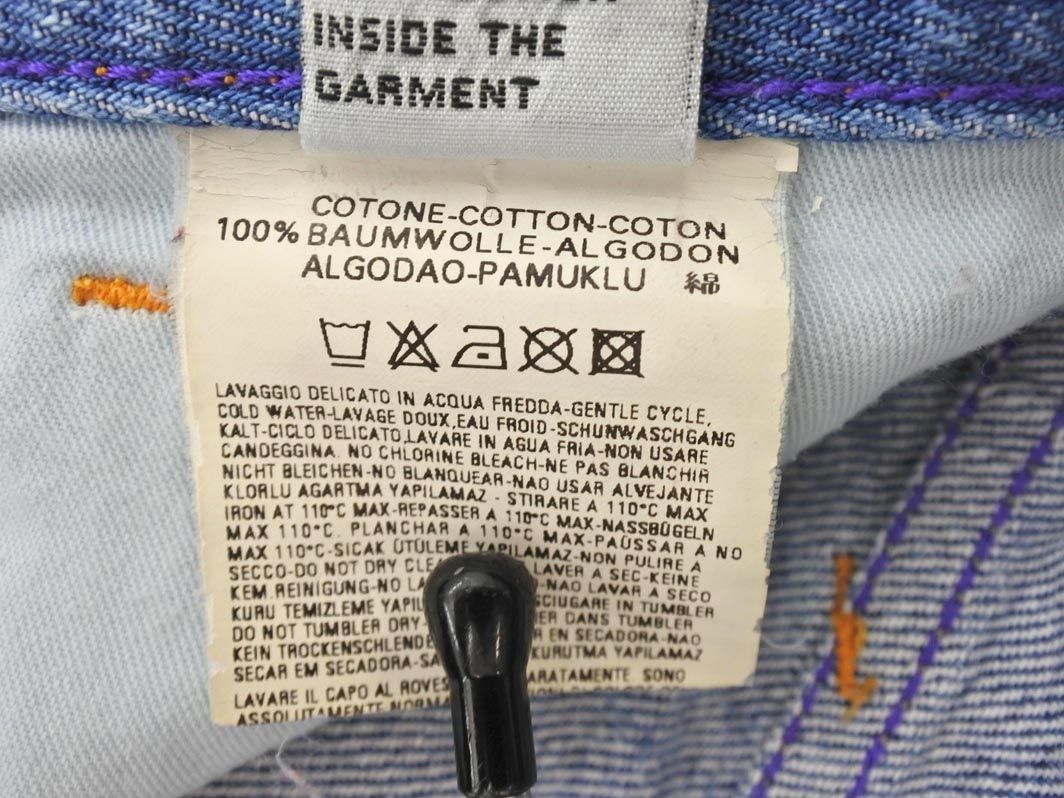 INSIDE THE
GARMENT
COTONE-COTTON-COTON
100% BAUMWOLLE-ALGODON
ALGODAO-PAMUKLU 綿
LAVAGGIO DELICATO IN ACQUA FREDDA-GENTLE CYCLE,
COLD WATER-LAVAGE DOUX,EAU FROID-SCHUNWASCHGANG
KALT-CICLO DELICATO,LAVARE IN AGUA FRIA-NON USARE
CANDEGGINA. NO CHLORINE BLEACH-NE PAS BLANCHIR
NICHT BLEICHEN-NO BLANQUEAR-NAO USAR ALVEJANTE
KLORLU AGARTMA YAPILAMAZ - STIRARE A 110°C MAX
IRON AT 110°C MAX-REPASSER A 110°C MAX-NASSBÜGELN
MAX 110°C. PLANCHAR A 110°C MAX-PAÜSSAR A NO
MAX 110°C-SICAK ÜTÜLEME YAPILAMAZ-NON PULIRE A
SECCO-DO NOT DRY CLE LAVER A SEC-KEINE
KEM.REINIGUNG-NO LA -NAO LAVAR A SECO
KURU TEMIZLEME YAPIL SCIUGARE IN TUMBLER
DO NOT TUMBLER DRY- ER DANS TUMBLER
KEIN TROCKENSCHLENDE R EN SECADORA-NAO
SECAR EM SECADORA-SA KURUTMA YAPILAMAZ
LAVARE IL CAPO AL ROVES ARATAMENTE. SONO
ASSOLUTAMENTE NORMA